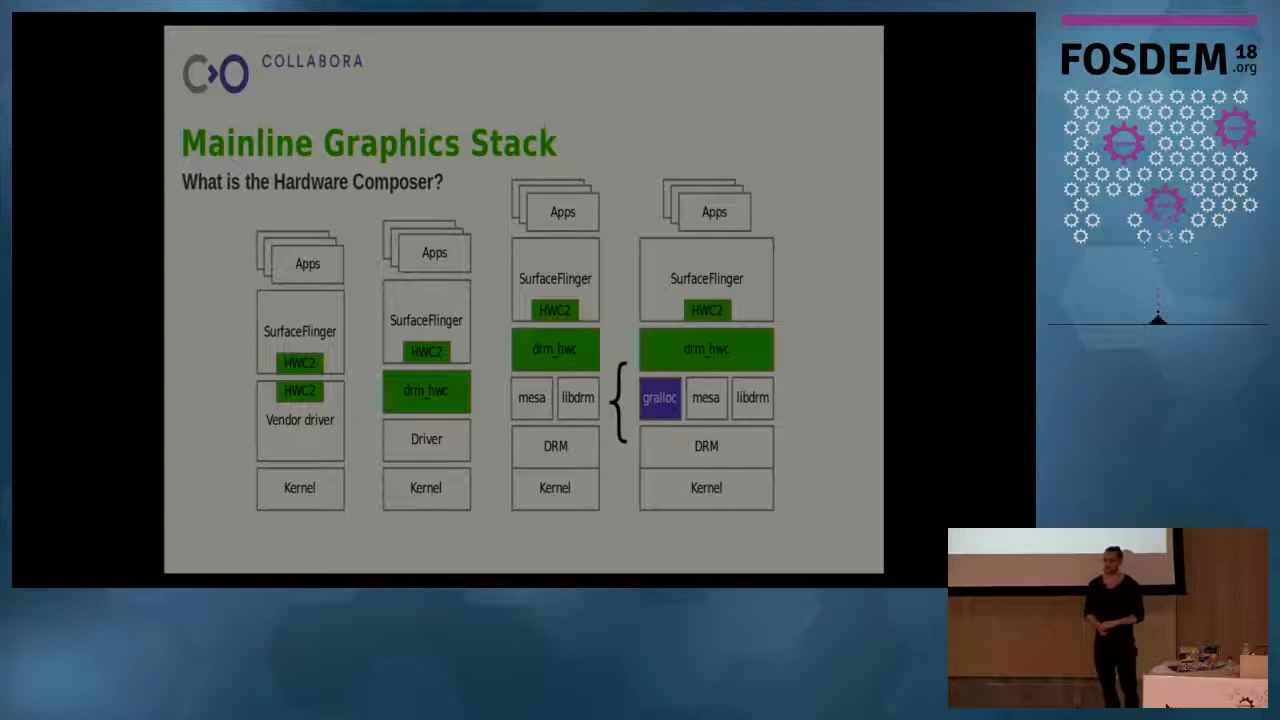 COLLABORA
Mainline Graphics Stack
What is the Hardware Composer?
Apps
SurfaceFlinger
HWC2
HWC2
Vendor driver
Kernel
Apps
SurfaceFlinger
HWC2
drm_hwc
Driver
Kernel
Apps
SurfaceFlinger
HWC2
drm_hwc
mesa libdrm
DRM
Kernel
Apps
SurfaceFlinger
HWC2
drm_hwc
gralloc mesa libdrm
DRM
Kernel
FOSDEM 18
.org